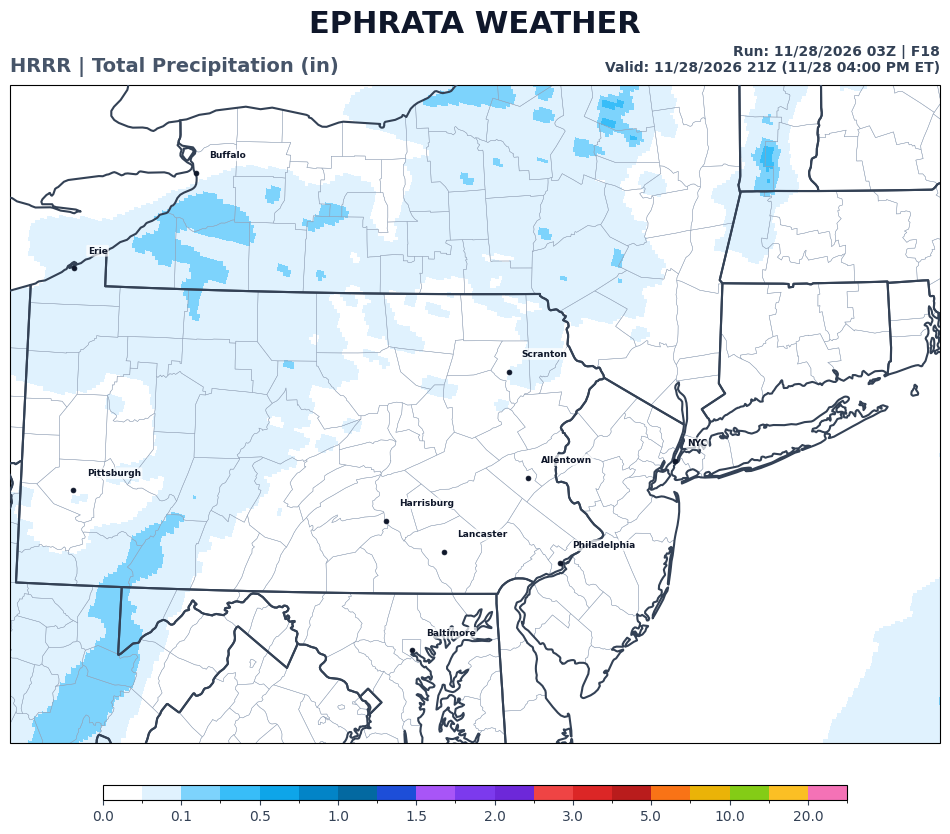 EPHRATA WEATHER
HRRR | Total Precipitation (in)
Run: 11/28/2026 03Z | F18
Valid: 11/28/2026 21Z (11/28 04:00 PM ET)
Buffalo
Erie
Scranton
NYC
Allentown
Pittsburgh
Harrisburg
Lancaster
Philadelphia
Baltimore
0.0 0.1 0.5 1.0 1.5 2.0 3.0 5.0 10.0 20.0